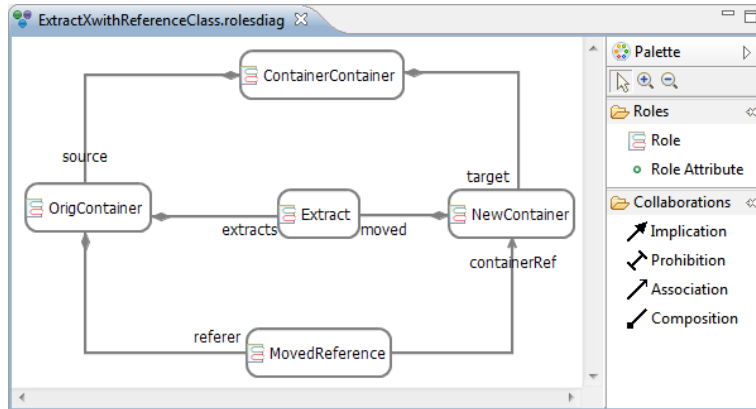 ExtractXwithReferenceClass.rolesdiag
ContainerContainer
source
target
OrigContainer
Extract
NewContainer
extracts
moved
containerRef
referer
MovedReference
Palette
Roles
Role
Role Attribute
Collaborations
Implication
Prohibition
Association
Composition